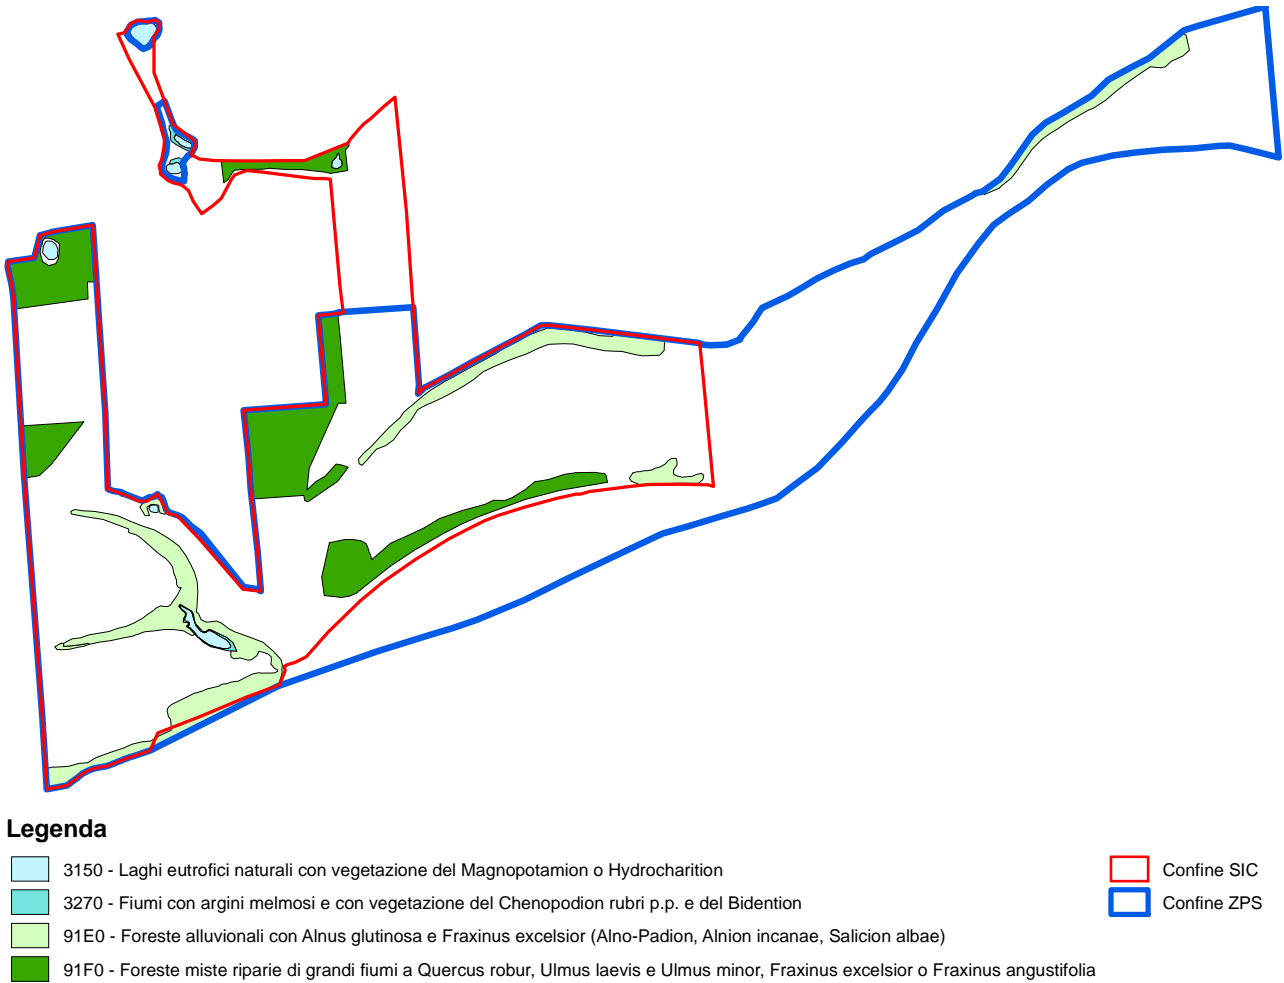 Legenda
3150 - Laghi eutrofici naturali con vegetazione del Magnopotamion o Hydrocharition
3270 - Fiumi con argini melmosi e con vegetazione del Chenopodion rubri p.p. e del Bidention
91E0 - Foreste alluvionali con Alnus glutinosa e Fraxinus excelsior (Alno-Padion, Alnion incanae, Salicion albae)
91F0 - Foreste miste riparie di grandi fiumi a Quercus robur, Ulmus laevis e Ulmus minor, Fraxinus excelsior o Fraxinus angustifolia
Confine SIC
Confine ZPS